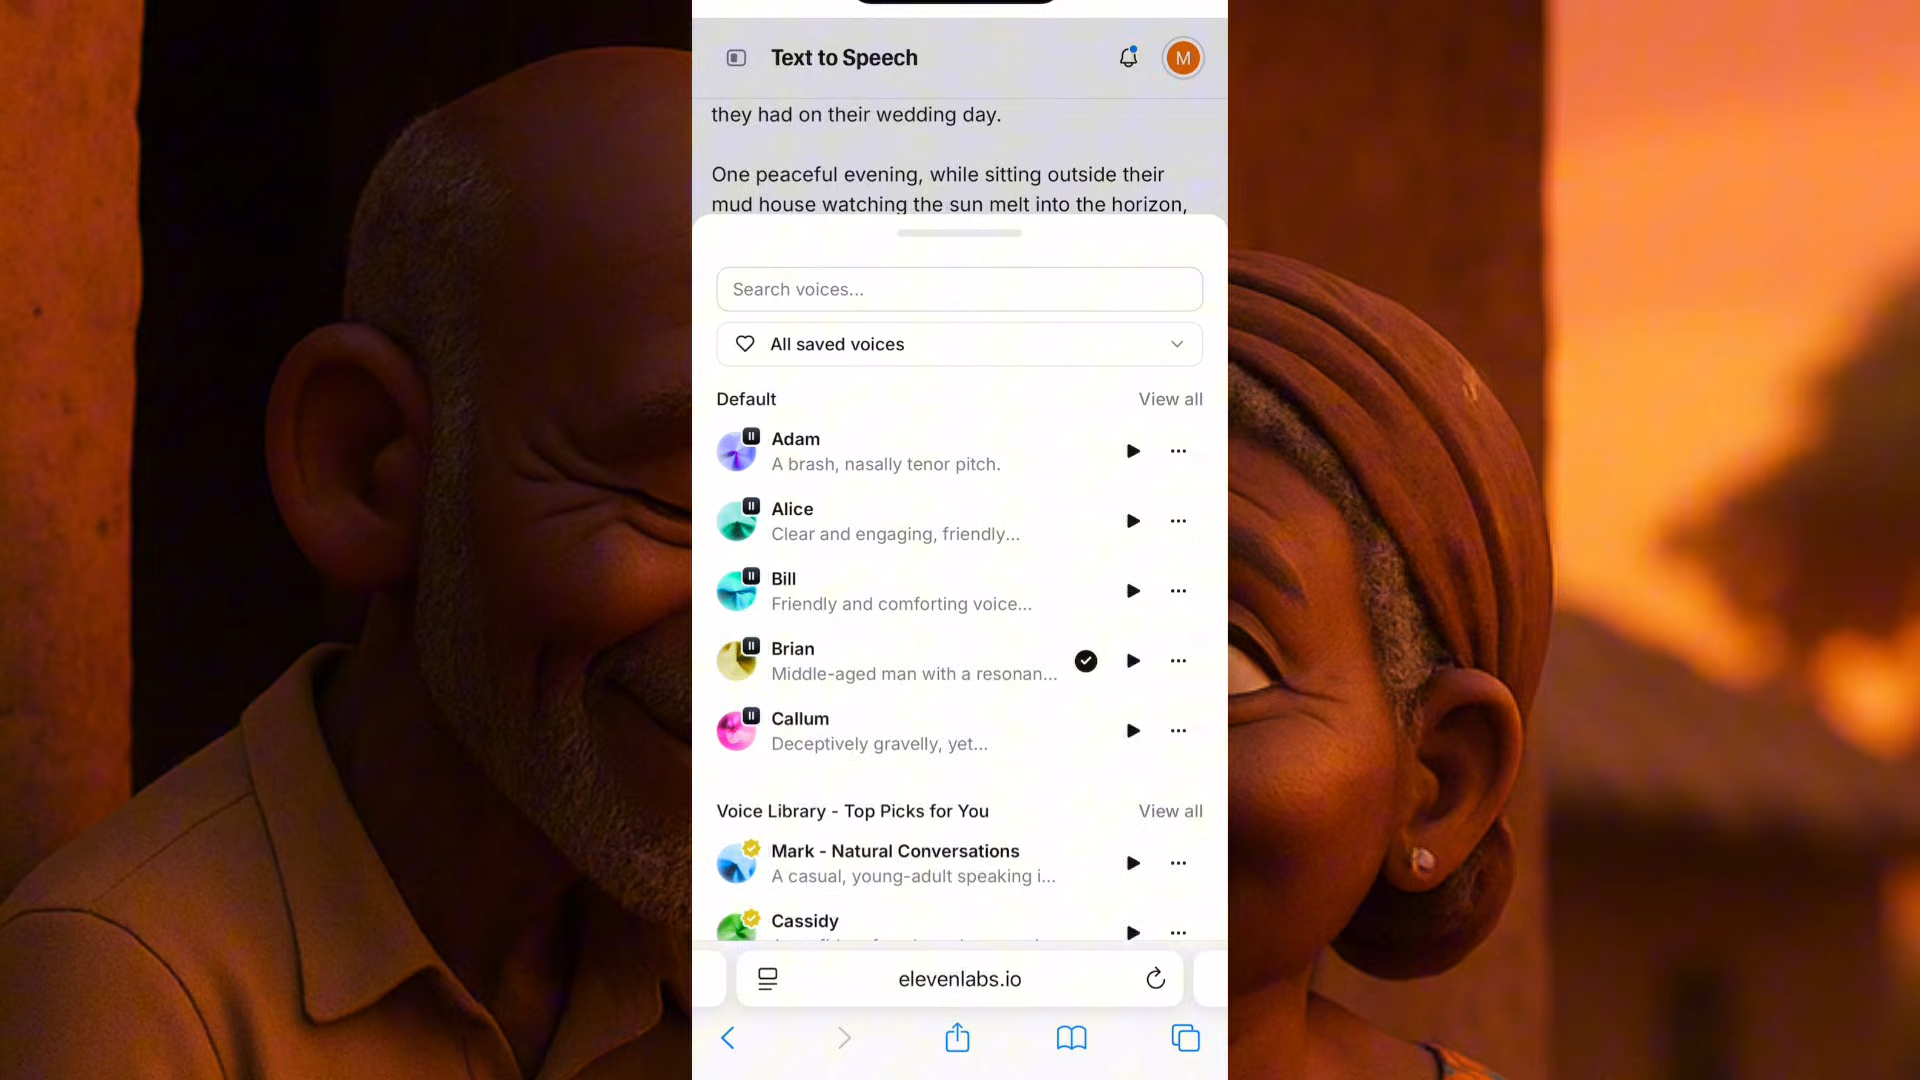 Text to Speech
M
they had on their wedding day.
One peaceful evening, while sitting outside their
mud house watching the sun melt into the horizon,
Search voices...
All saved voices
Default
View all
Adam
A brash, nasally tenor pitch.
Alice
Clear and engaging, friendly...
Bill
Friendly and comforting voice...
Brian
Middle-aged man with a resonan...
Callum
Deceptively gravelly, yet...
Voice Library - Top Picks for You
View all
Mark - Natural Conversations
A casual, young-adult speaking i...
Cassidy
elevenlabs.io